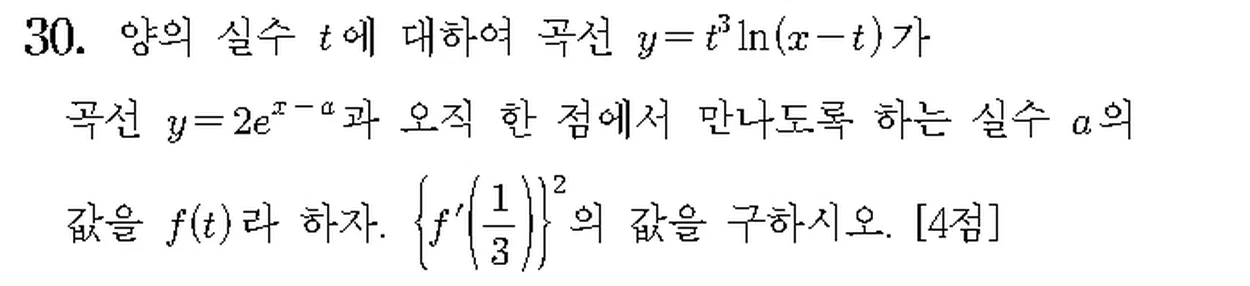 30. 양의 실수 t에 대하여 곡선 y=t³ln(x-t)가
곡선 y=2e^{x-a}과 오직 한 점에서 만나도록 하는 실수 a의
값을 f(t)라 하자. {f′(1/3)}²의 값을 구하시오. [4점]